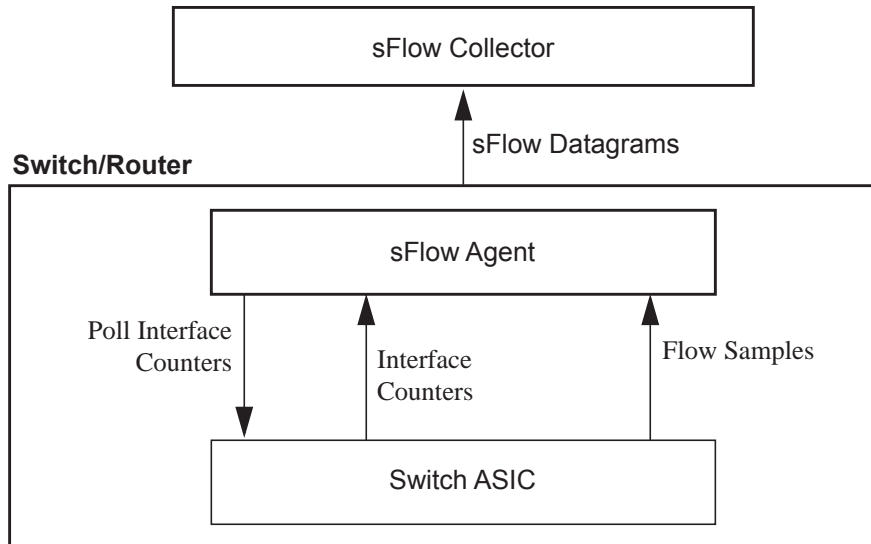 sFlow Collector
sFlow Datagrams
Switch/Router
sFlow Agent
Poll Interface
Counters
Interface
Counters
Flow Samples
Switch ASIC